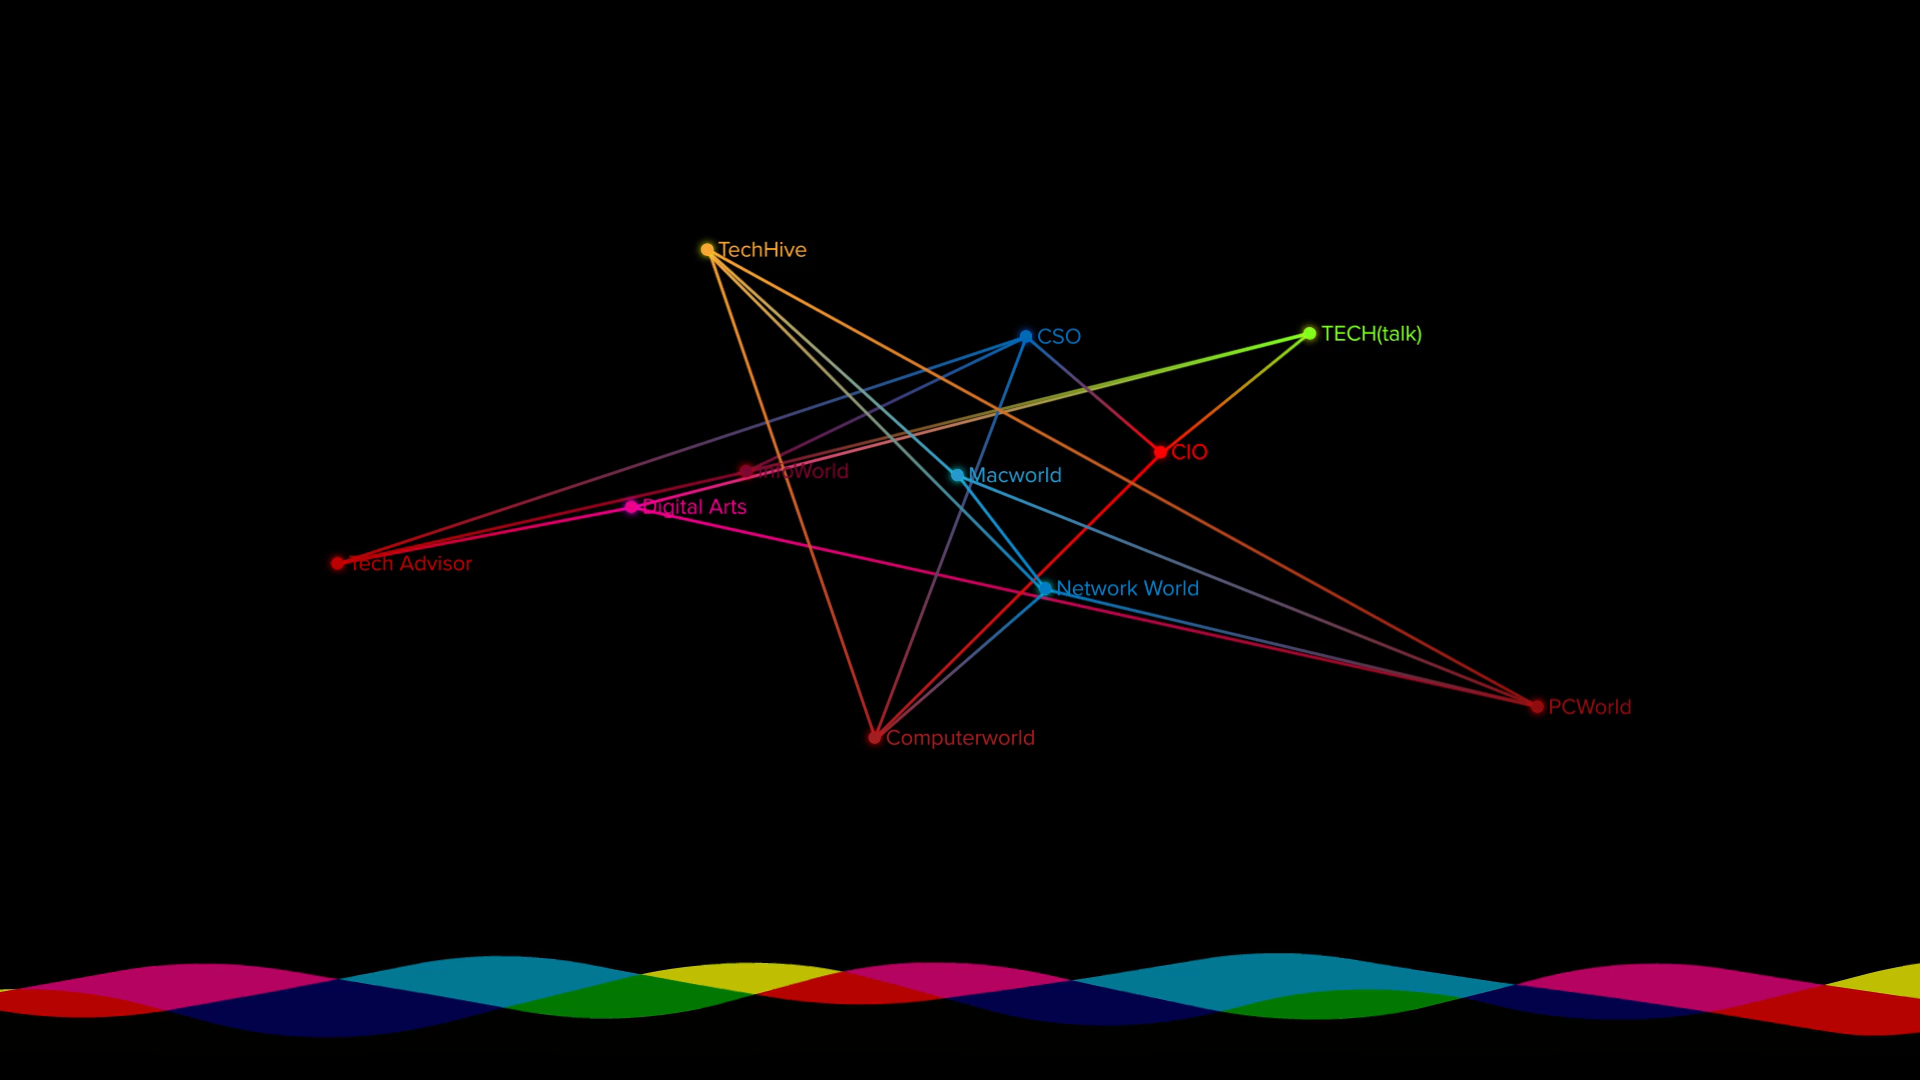 TechHive
CSO
TECH(talk)
CIO
InfoWorld
Macworld
Digital Arts
Tech Advisor
Network World
PCWorld
Computerworld